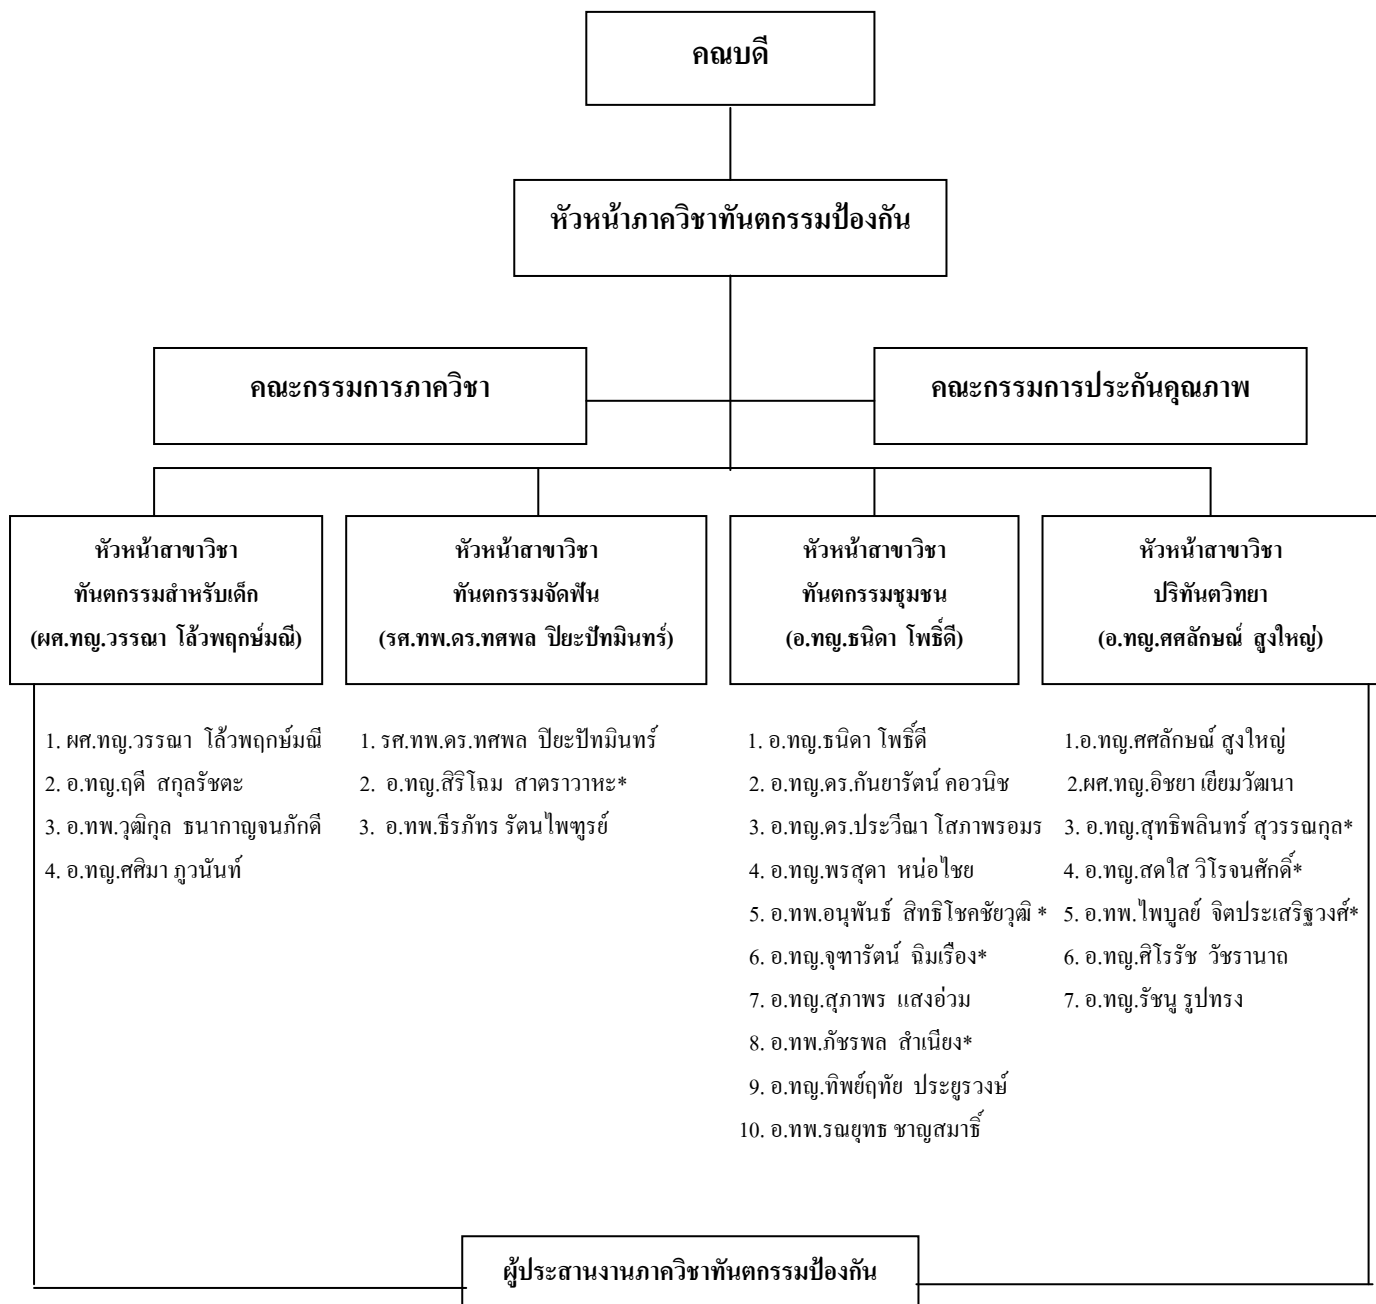 คณบดี
หัวหน้าภาควิชาทันตกรรมป้องกัน
คณะกรรมการภาควิชา
คณะกรรมการประกันคุณภาพ
หัวหน้าสาขาวิชา
ทันตกรรมสำหรับเด็ก
(ผศ.ทญ.วรรณา โล้วพฤกษ์มณี)
หัวหน้าสาขาวิชา
ทันตกรรมจัดฟัน
(รศ.ทพ.ดร.ทศพล ปิยะปัทมินทร์)
หัวหน้าสาขาวิชา
ทันตกรรมชุมชน
(อ.ทญ.ธนิดา โพธิ์ดี)
หัวหน้าสาขาวิชา
ปริทันตวิทยา
(อ.ทญ.ศศลักษณ์ สูงใหญ่)
1. ผศ.ทญ.วรรณา โล้วพฤกษ์มณี
2. อ.ทญ.ฤดี สกุลรัชตะ
3. อ.ทพ.วุฒิกุล ธนากาญจนภักดี
4. อ.ทญ.ศศิมา ภูวนันท์
1. รศ.ทพ.ดร.ทศพล ปิยะปัทมินทร์
2. อ.ทญ.สิริโฉม สาตราวาหะ*
3. อ.ทพ.ธีรภัทร รัตนไพฑูรย์
1. อ.ทญ.ธนิดา โพธิ์ดี
2. อ.ทญ.ดร.กันยารัตน์ คอวนิช
3. อ.ทญ.ดร.ประวีณา โสภาพรอมร
4. อ.ทญ.พรสุดา หน่อไชย
5. อ.ทพ.อนุพันธ์ สิทธิโชคชัยวุฒิ *
6. อ.ทญ.จุฑารัตน์ ฉิมเรือง*
7. อ.ทญ.สุภาพร แสงอ่วม
8. อ.ทพ.ภัชรพล สำเนียง*
9. อ.ทญ.ทิพย์ฤทัย ประยูรวงษ์
10. อ.ทพ.รณยุทธ ชาญสมาธิ์
1.อ.ทญ.ศศลักษณ์ สูงใหญ่
2.ผศ.ทญ.อิชยา เยี่ยมวัฒนา
3. อ.ทญ.สุทธิพลินทร์ สุวรรณกุล*
4. อ.ทญ.สดใส วิโรจนศักดิ์*
5. อ.ทพ.ไพบูลย์ จิตประเสริฐวงศ์*
6. อ.ทญ.ศิโรรัช วัชรานาถ
7. อ.ทญ.รัชนู รูปทรง
ผู้ประสานงานภาควิชาทันตกรรมป้องกัน